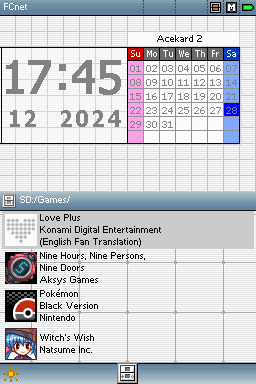 FCnet
M
Acekard 2
17:45
12 2024
Su Mo Tu We Th Fr Sa
01 02 03 04 05 06 07
08 09 10 11 12 13 14
15 16 17 18 19 20 21
22 23 24 25 26 27 28
29 30 31
SD:/Games/
Love Plus
Konami Digital Entertainment
(English Fan Translation)
Nine Hours, Nine Persons,
Nine Doors
Aksys Games
Pokémon
Black Version
Nintendo
Witch's Wish
Natsume Inc.